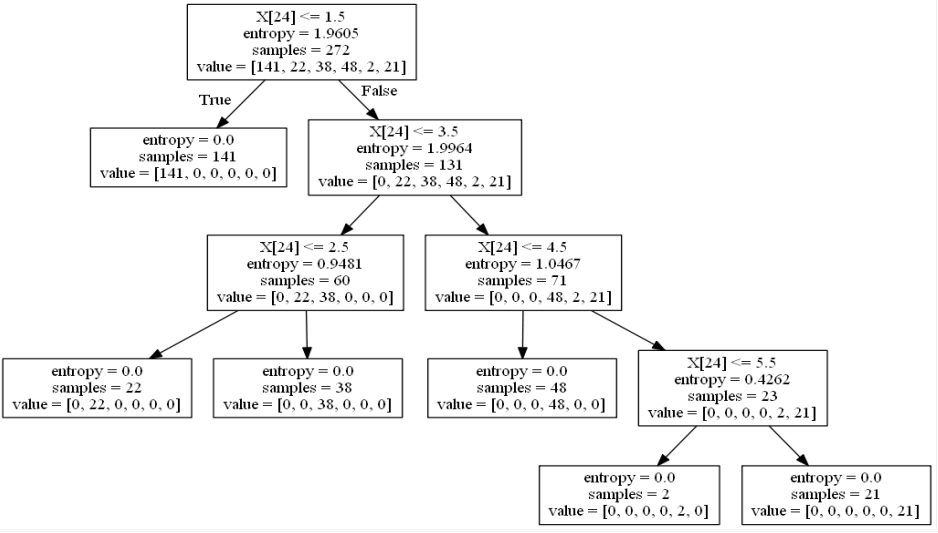 X[24] <= 1.5
entropy = 1.9605
samples = 272
value = [141, 22, 38, 48, 2, 21]
True
False
entropy = 0.0
samples = 141
value = [141, 0, 0, 0, 0, 0]
X[24] <= 3.5
entropy = 1.9964
samples = 131
value = [0, 22, 38, 48, 2, 21]
X[24] <= 2.5
entropy = 0.9481
samples = 60
value = [0, 22, 38, 0, 0, 0]
X[24] <= 4.5
entropy = 1.0467
samples = 71
value = [0, 0, 0, 48, 2, 21]
entropy = 0.0
samples = 22
value = [0, 22, 0, 0, 0, 0]
entropy = 0.0
samples = 38
value = [0, 0, 38, 0, 0, 0]
entropy = 0.0
samples = 48
value = [0, 0, 0, 48, 0, 0]
X[24] <= 5.5
entropy = 0.4262
samples = 23
value = [0, 0, 0, 0, 2, 21]
entropy = 0.0
samples = 2
value = [0, 0, 0, 0, 2, 0]
entropy = 0.0
samples = 21
value = [0, 0, 0, 0, 0, 21]